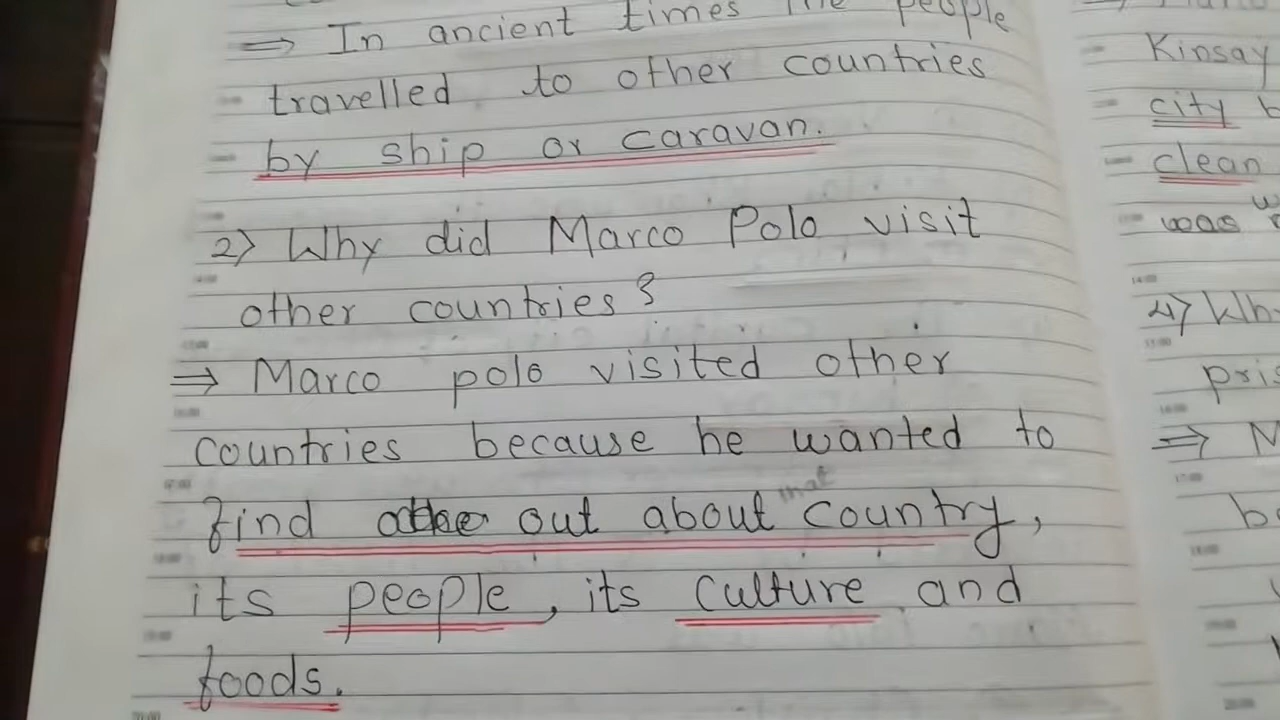 ⇒ In ancient times the people
travelled to other countries
by ship or caravan.
2) Why did Marco Polo visit
other countries?
⇒ Marco polo visited other
countries because he wanted to
find out about that country,
its people, its culture and
foods.
Kinsay
city
clean
was
4)
⇒